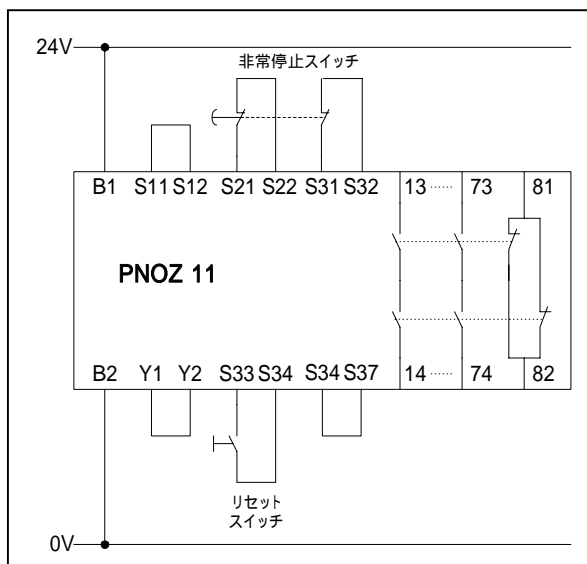 24V
非常停止スイッチ
B1 S11 S12 S21 S22 S31 S32 13 73 81
PNOZ 11
B2 Y1 Y2 S33 S34 S34 S37 14 74 82
リセット
スイッチ
0V